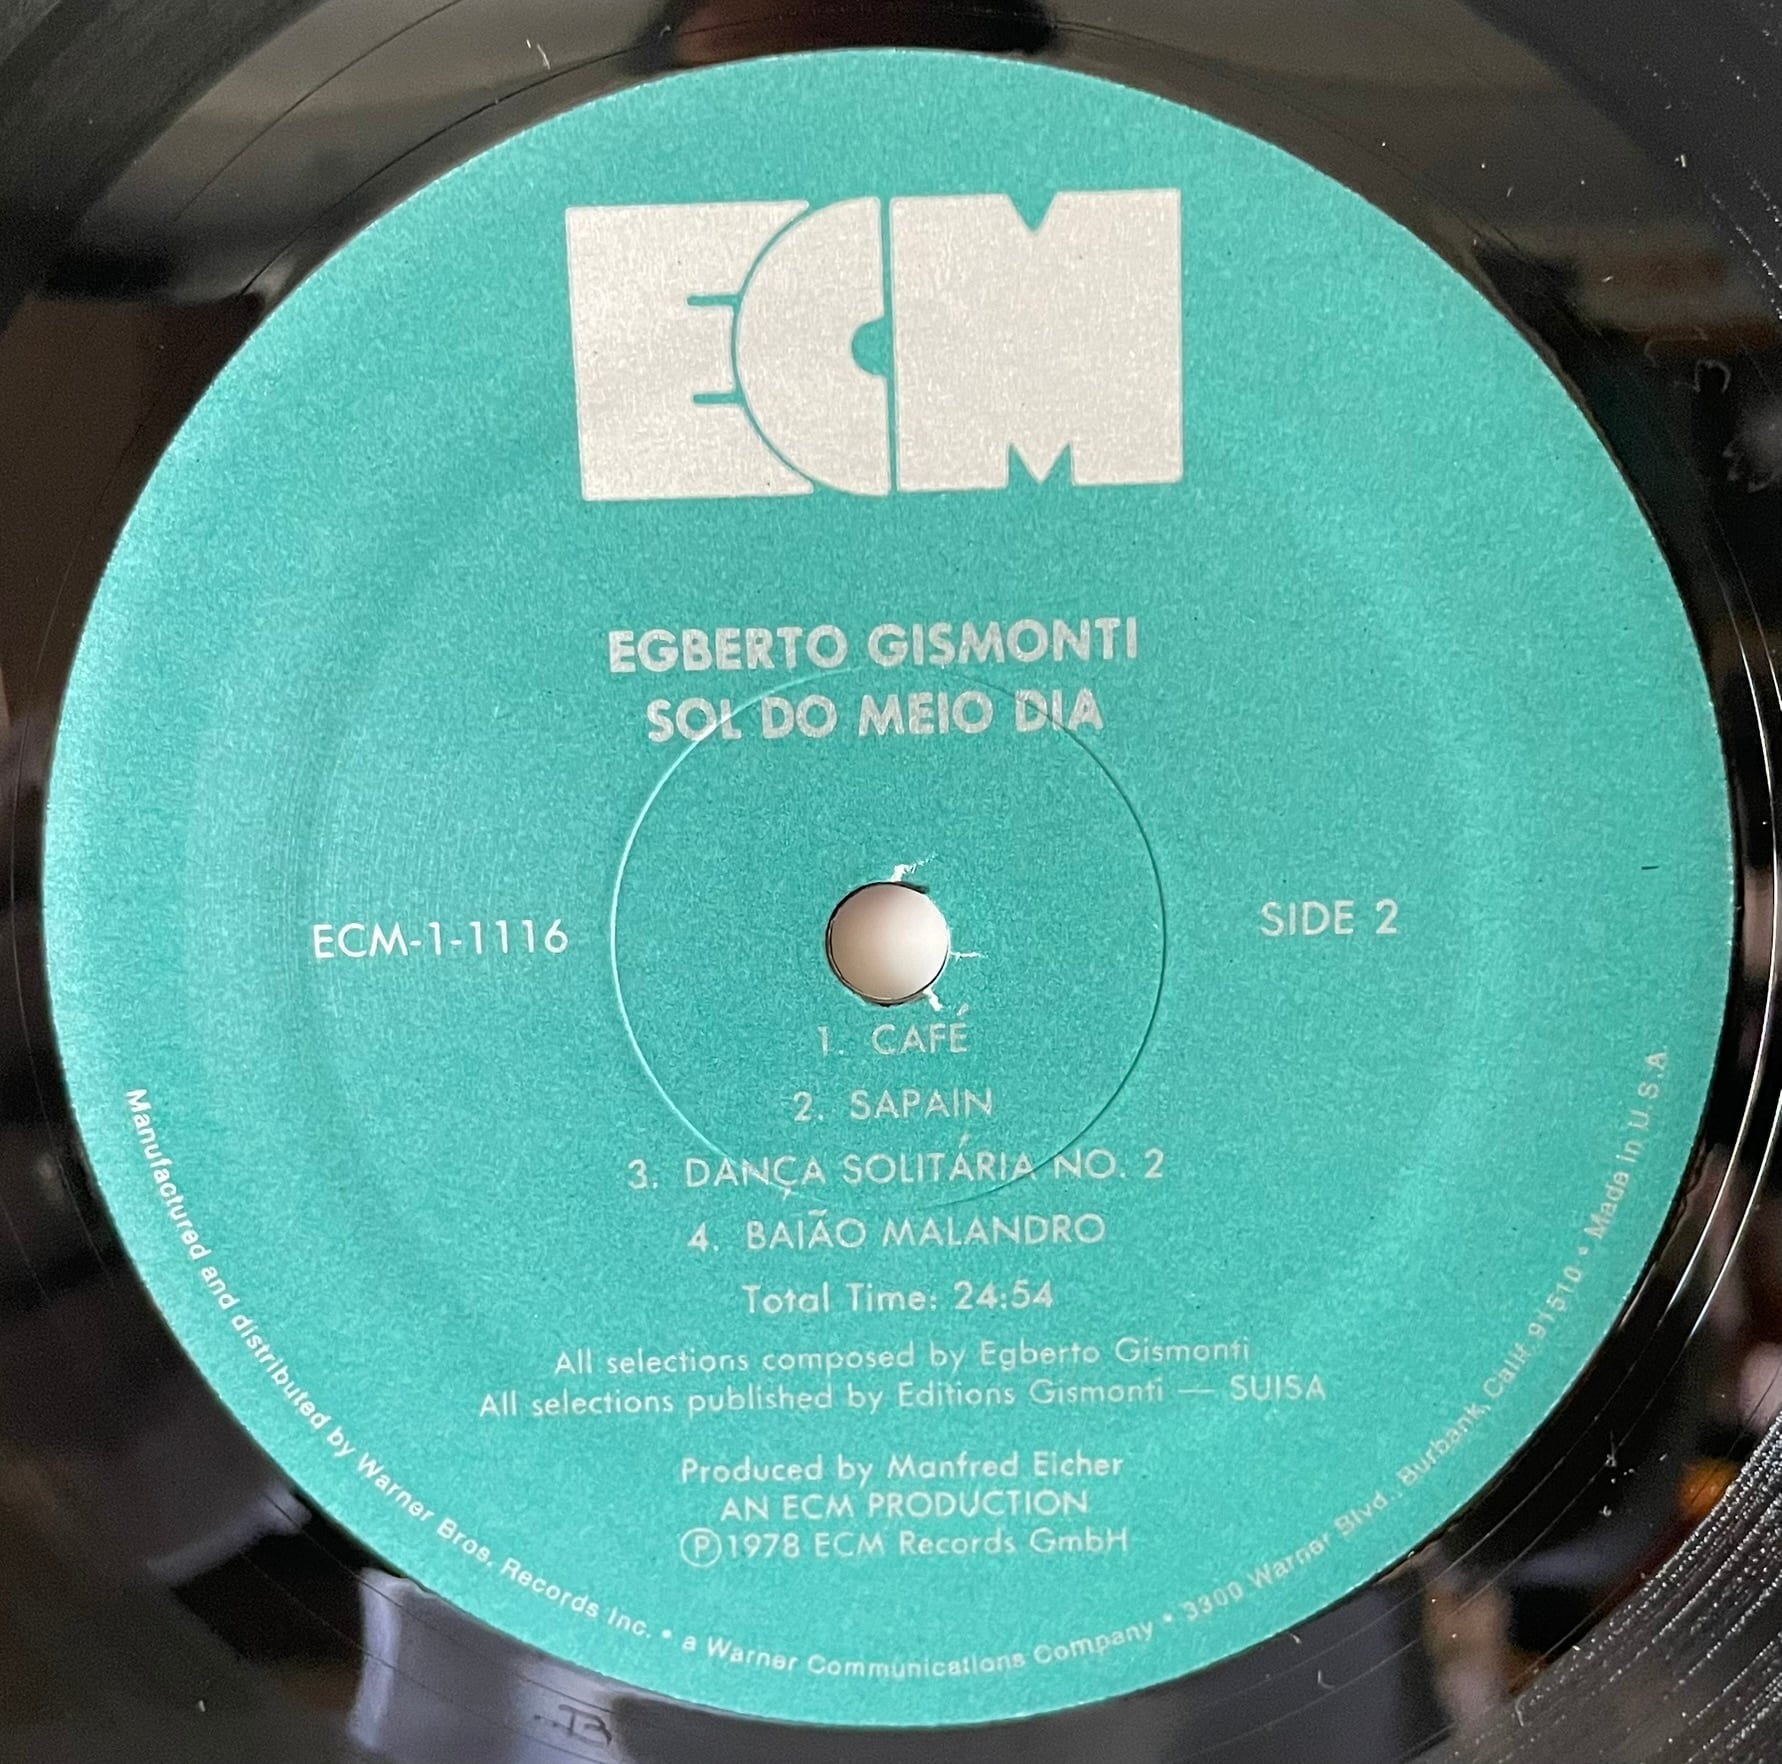 ECM
EGBERTO GISMONTI
SOL DO MEIO DIA
ECM-1-1116
SIDE 2
1. CAFÉ
2. SAPAIN
3. DANÇA SOLITÁRIA NO. 2
4. BAIÃO MALANDRO
Total Time: 24:54
All selections composed by Egberto Gismonti
All selections published by Editions Gismonti — SUISA
Produced by Manfred Eicher
AN ECM PRODUCTION
Ⓟ1978 ECM Records GmbH
Manufactured and distributed by Warner Bros. Records Inc. • a Warner Communications Company • 3300 Warner Blvd., Burbank, Calif. 91510 • Made in U.S.A.